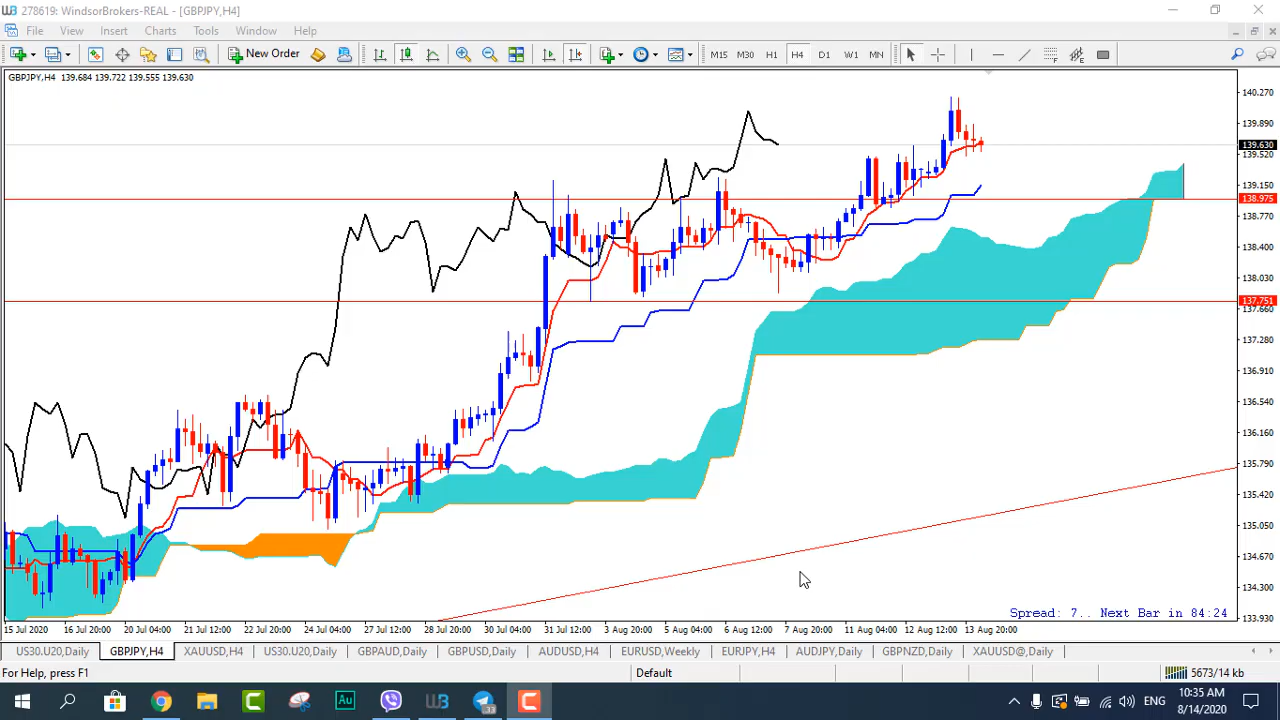 278619: WindsorBrokers-REAL - [GBPJPY,H4]
File View Insert Charts Tools Window Help
New Order M15 M30 H1 H4 D1 W1 MN
GBPJPY,H4 139.684 139.722 139.555 139.630
140.270
139.890
139.630
139.520
139.150
138.975
138.770
138.400
138.030
137.751
137.660
137.280
136.910
136.540
136.160
135.790
135.420
135.050
134.670
134.300
133.930
Spread: 7.. Next Bar in 84:24
15 Jul 2020 16 Jul 20:00 20 Jul 04:00 21 Jul 12:00 22 Jul 20:00 24 Jul 04:00 27 Jul 12:00 28 Jul 20:00 30 Jul 04:00 31 Jul 12:00 3 Aug 20:00 5 Aug 04:00 6 Aug 12:00 7 Aug 20:00 11 Aug 04:00 12 Aug 12:00 13 Aug 20:00
US30.U20,Daily GBPJPY,H4 XAUUSD,H4 US30.U20,Daily GBPAUD,Daily GBPUSD,Daily AUDUSD,H4 EURUSD,Weekly EURJPY,H4 AUDJPY,Daily GBPNZD,Daily XAUUSD@,Daily
For Help, press F1 Default 5673/14 kb
Au 33 ENG 10:35 AM
8/14/2020